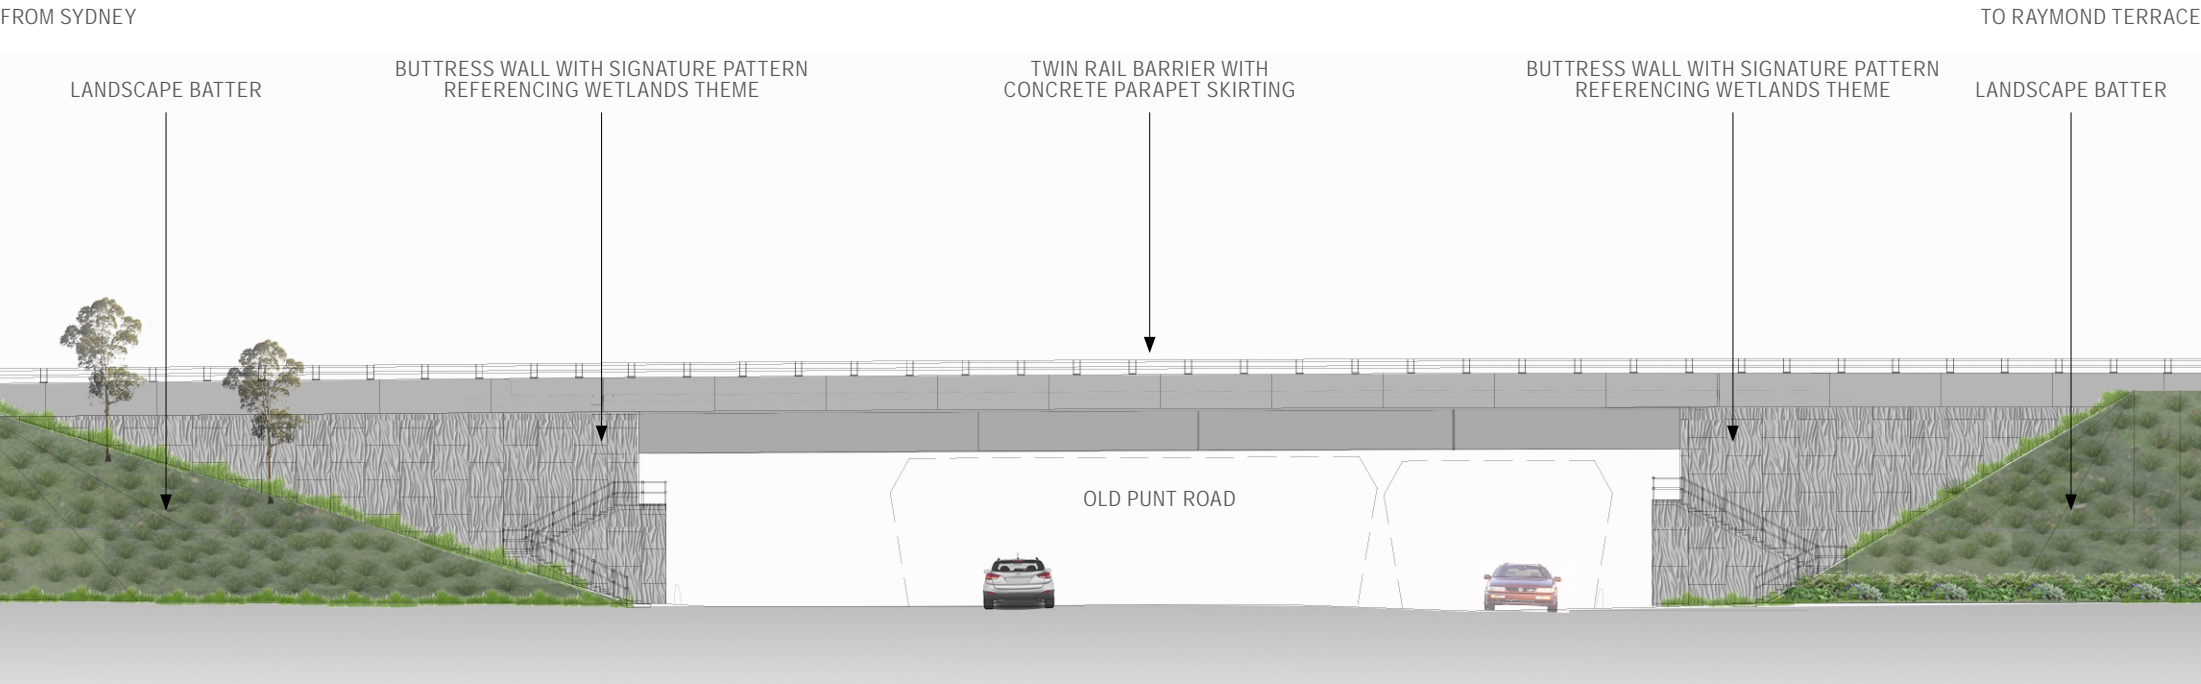 FROM SYDNEY
TO RAYMOND TERRACE
LANDSCAPE BATTER
BUTTRESS WALL WITH SIGNATURE PATTERN
REFERENCING WETLANDS THEME
TWIN RAIL BARRIER WITH
CONCRETE PARAPET SKIRTING
BUTTRESS WALL WITH SIGNATURE PATTERN
REFERENCING WETLANDS THEME
LANDSCAPE BATTER
OLD PUNT ROAD